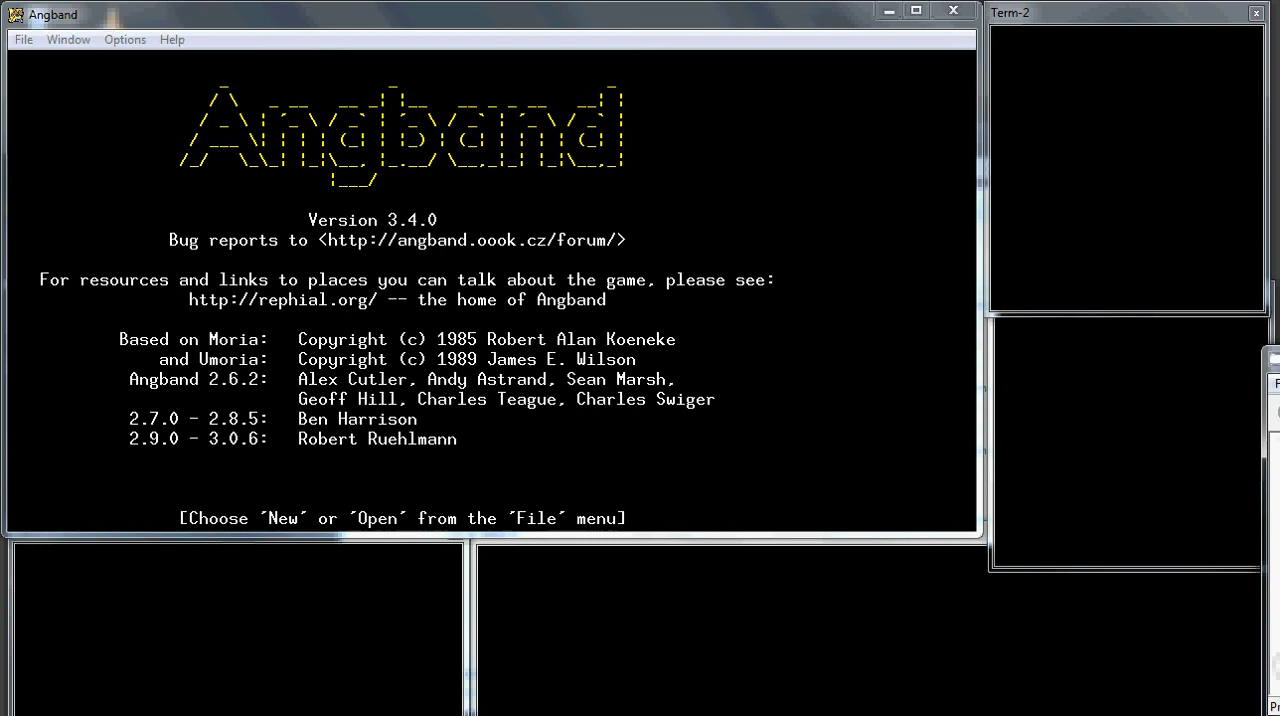 Angband
Term-2
File Window Options Help
Angband
Version 3.4.0
Bug reports to <http://angband.oook.cz/forum/>
For resources and links to places you can talk about the game, please see:
http://rephial.org/ -- the home of Angband
Based on Moria: Copyright (c) 1985 Robert Alan Koeneke
and Umoria: Copyright (c) 1989 James E. Wilson
Angband 2.6.2: Alex Cutler, Andy Astrand, Sean Marsh,
Geoff Hill, Charles Teague, Charles Swiger
2.7.0 - 2.8.5: Ben Harrison
2.9.0 - 3.0.6: Robert Ruehlmann
[Choose ´New´ or ´Open´ from the ´File´ menu]